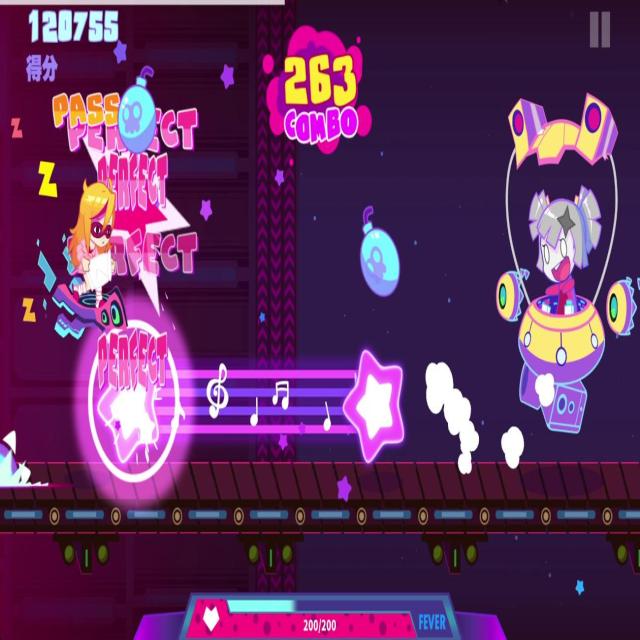 120755
得分
263
COMBO
PASS
PERFECT
PERFECT
PERFECT
PERFECT
Z
Z
Z
200/200
FEVER